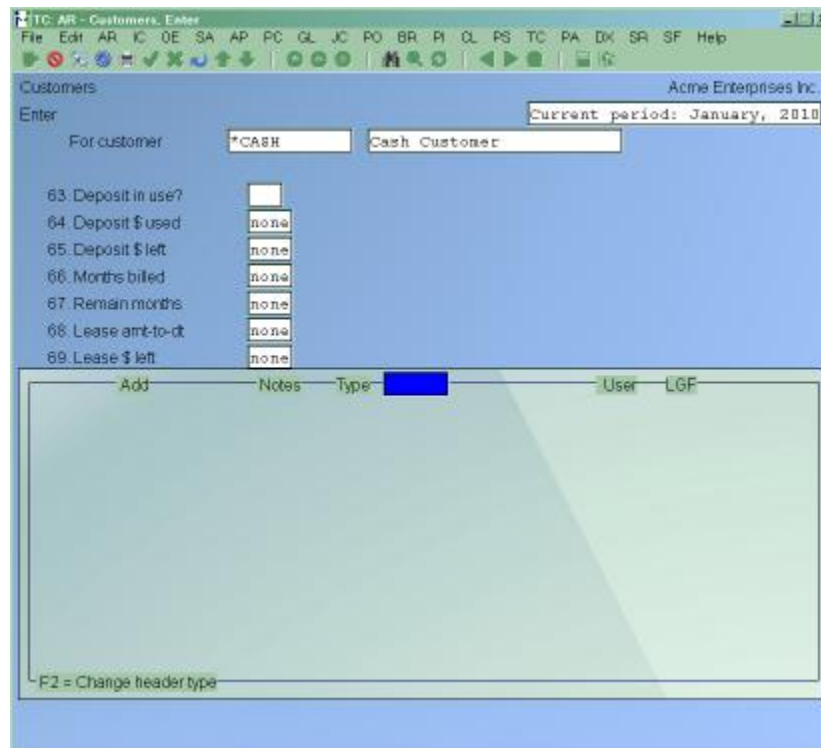 TC: AR - Customers, Enter
File Edit AR IC OE SA AP PC GL JC PO BR PI CL PS TC PA DX SR SF Help
Customers Acme Enterprises Inc.
Enter Current period: January, 2010
For customer *CASH Cash Customer
63. Deposit in use?
64. Deposit $ used none
65. Deposit $ left none
66. Months billed none
67. Remain months none
68. Lease amt-to-dt none
69. Lease $ left none
Add Notes Type User LGF
F2 = Change header type